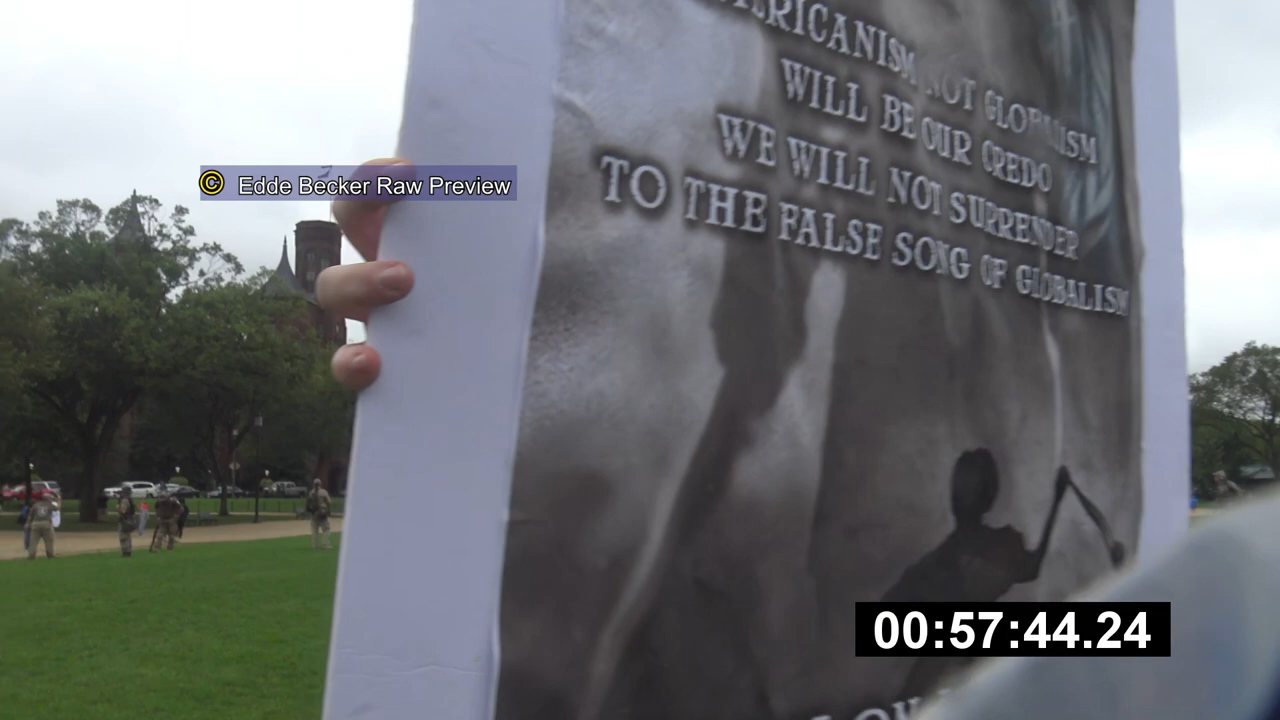 AMERICANISM NOT GLOBALISM
WILL BE OUR CREDO
WE WILL NOT SURRENDER
TO THE FALSE SONG OF GLOBALISM
© Edde Becker Raw Preview
00:57:44.24